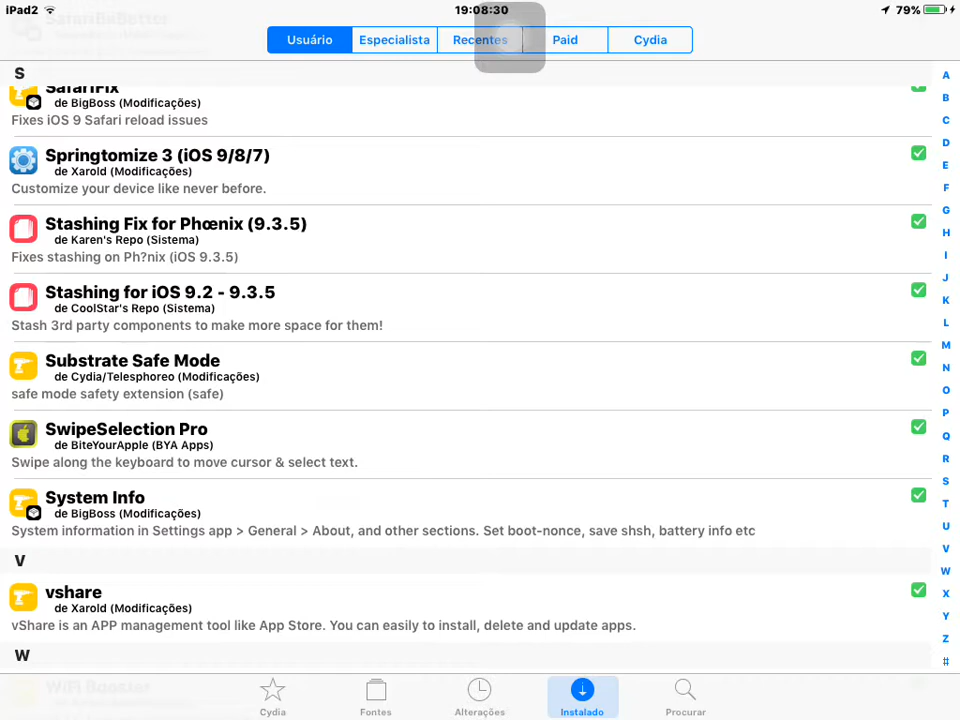 iPad2 19:08:30 79%
SafariBaBetter
Usuário Especialista Recentes Paid Cydia
S
SafariFix
de BigBoss (Modificações)
Fixes iOS 9 Safari reload issues
Springtomize 3 (iOS 9/8/7)
de Xarold (Modificações)
Customize your device like never before.
Stashing Fix for Phœnix (9.3.5)
de Karen's Repo (Sistema)
Fixes stashing on Ph?nix (iOS 9.3.5)
Stashing for iOS 9.2 - 9.3.5
de CoolStar's Repo (Sistema)
Stash 3rd party components to make more space for them!
Substrate Safe Mode
de Cydia/Telesphoreo (Modificações)
safe mode safety extension (safe)
SwipeSelection Pro
de BiteYourApple (BYA Apps)
Swipe along the keyboard to move cursor & select text.
System Info
de BigBoss (Modificações)
System information in Settings app > General > About, and other sections. Set boot-nonce, save shsh, battery info etc
V
vshare
de Xarold (Modificações)
vShare is an APP management tool like App Store. You can easily to install, delete and update apps.
W
WiFi Booster
A
B
C
D
E
F
G
H
I
J
K
L
M
N
O
P
Q
R
S
T
U
V
W
X
Y
Z
#
Cydia Fontes Alterações Instalado Procurar